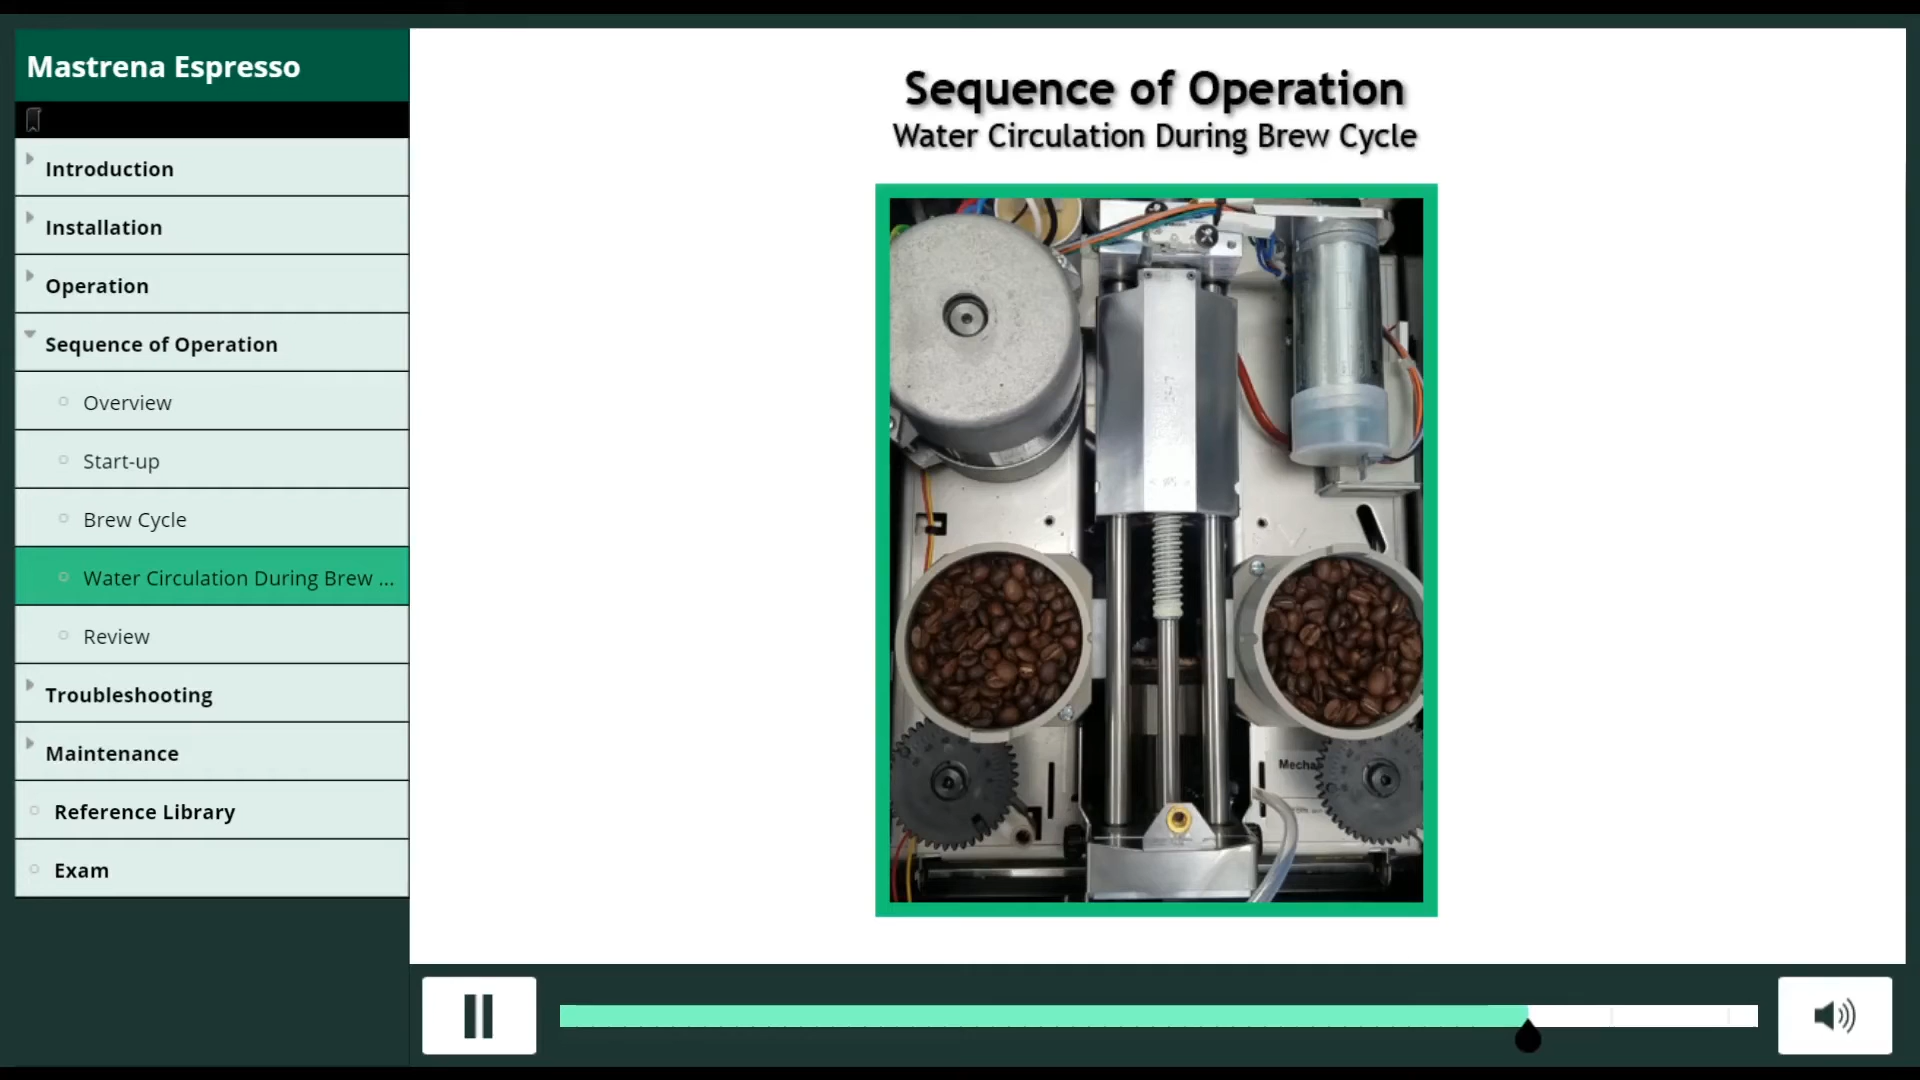 Mastrena Espresso
Introduction
Installation
Operation
Sequence of Operation
Overview
Start-up
Brew Cycle
Water Circulation During Brew ...
Review
Troubleshooting
Maintenance
Reference Library
Exam
Sequence of Operation
Water Circulation During Brew Cycle
Mecha